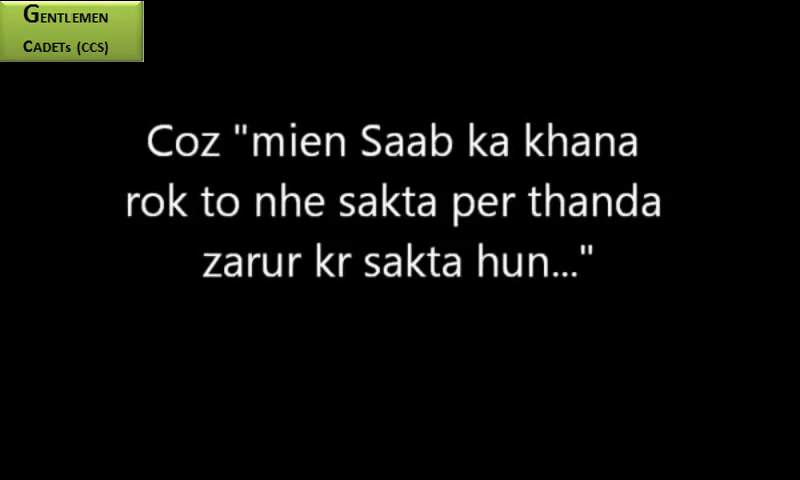 GENTLEMEN
CADETs (CCS)
Coz "mien Saab ka khana
rok to nhe sakta per thanda
zarur kr sakta hun..."